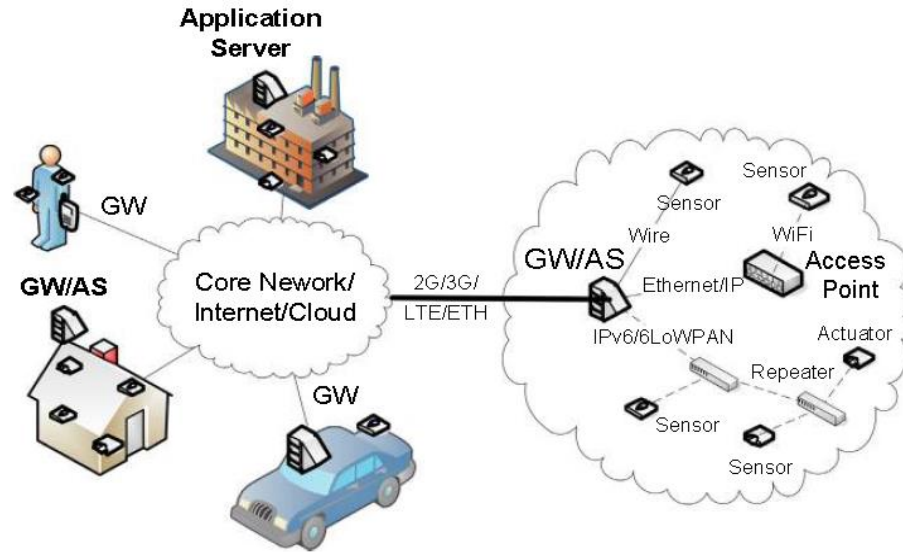 Application
Server
GW
GW/AS
Core Nework/
Internet/Cloud
GW
2G/3G/
LTE/ETH
GW/AS
Sensor
Wire
Sensor
WiFi
Ethernet/IP
Access
Point
IPv6/6LoWPAN
Actuator
Repeater
Sensor
Sensor